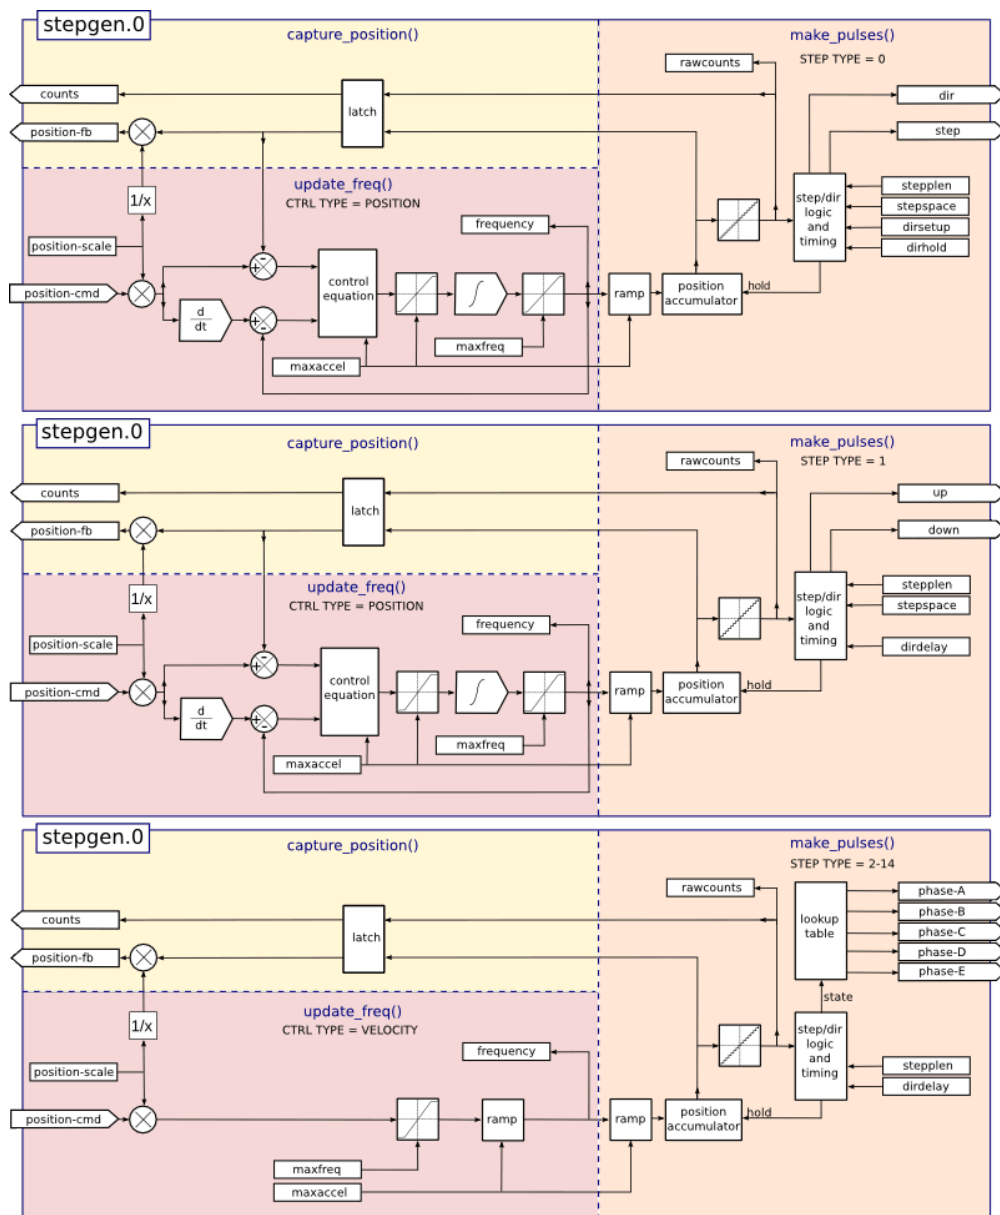 stepgen.0
capture_position()
make_pulses()
STEP TYPE = 0
rawcounts
counts
latch
dir
position-fb
step
update_freq()
CTRL TYPE = POSITION
1/x
stepplen
stepspace
dirsetup
dirhold
step/dir
logic
and
timing
frequency
position-scale
control
equation
position-cmd
ramp
position
accumulator
hold
d
dt
∫
maxfreq
maxaccel
stepgen.0
capture_position()
make_pulses()
STEP TYPE = 1
rawcounts
counts
latch
up
position-fb
down
update_freq()
CTRL TYPE = POSITION
1/x
stepplen
stepspace
dirdelay
step/dir
logic
and
timing
frequency
position-scale
control
equation
position-cmd
ramp
position
accumulator
hold
d
dt
∫
maxfreq
maxaccel
stepgen.0
capture_position()
make_pulses()
STEP TYPE = 2-14
rawcounts
counts
latch
lookup
table
phase-A
phase-B
phase-C
phase-D
phase-E
position-fb
state
update_freq()
CTRL TYPE = VELOCITY
1/x
step/dir
logic
and
timing
frequency
stepplen
dirdelay
position-scale
position-cmd
ramp
ramp
position
accumulator
hold
maxfreq
maxaccel